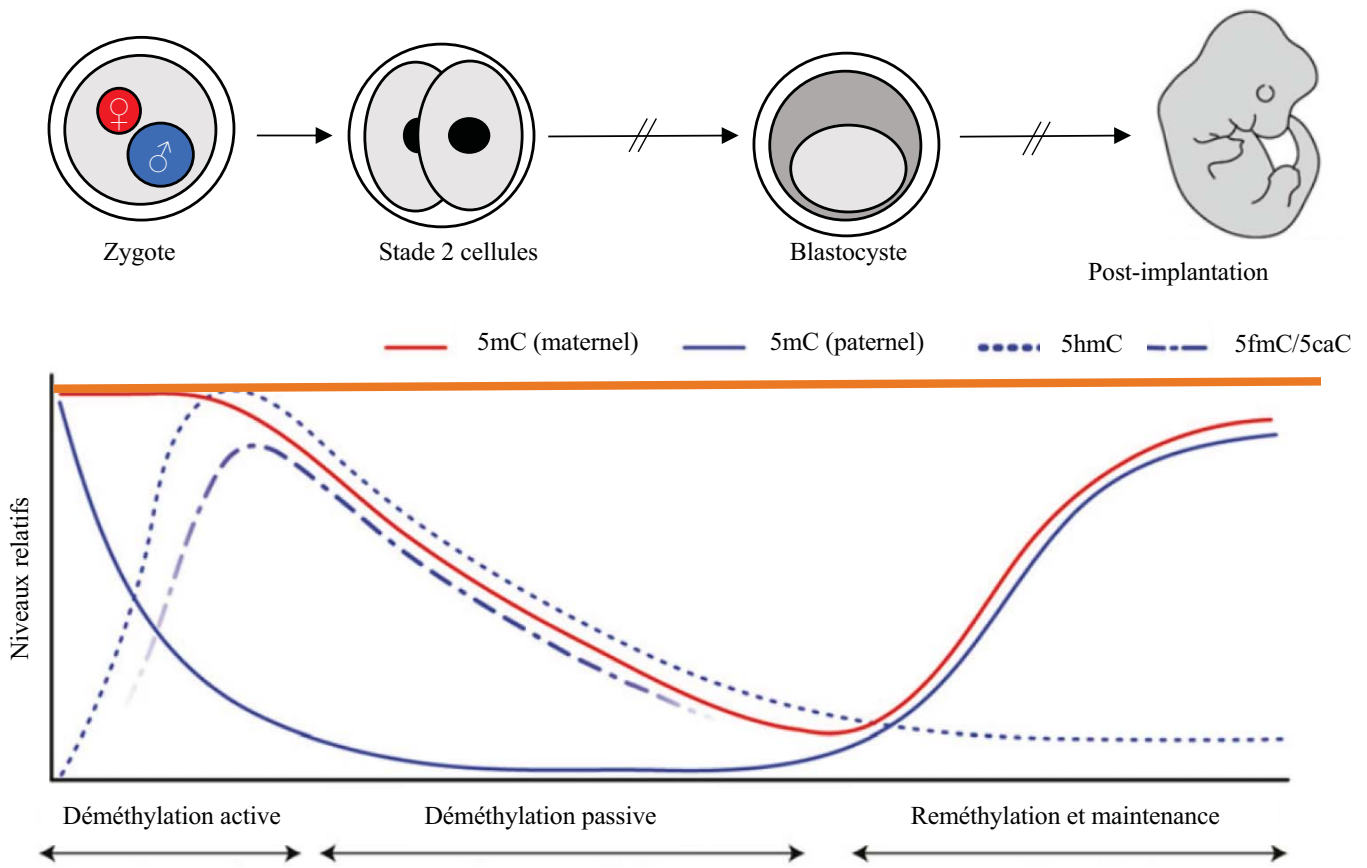 ♀
♂
Zygote
Stade 2 cellules
Blastocyste
Post-implantation
5mC (maternel) 5mC (paternel) 5hmC 5fmC/5caC
Niveaux relatifs
Déméthylation active Déméthylation passive Reméthylation et maintenance